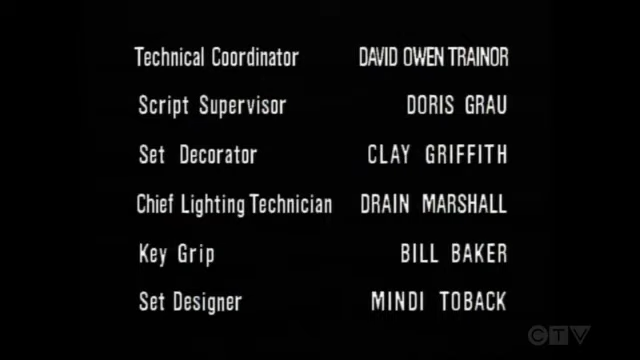 Technical Coordinator DAVID OWEN TRAINOR
Script Supervisor DORIS GRAU
Set Decorator CLAY GRIFFITH
Chief Lighting Technician DRAIN MARSHALL
Key Grip BILL BAKER
Set Designer MINDI TOBACK
CTV